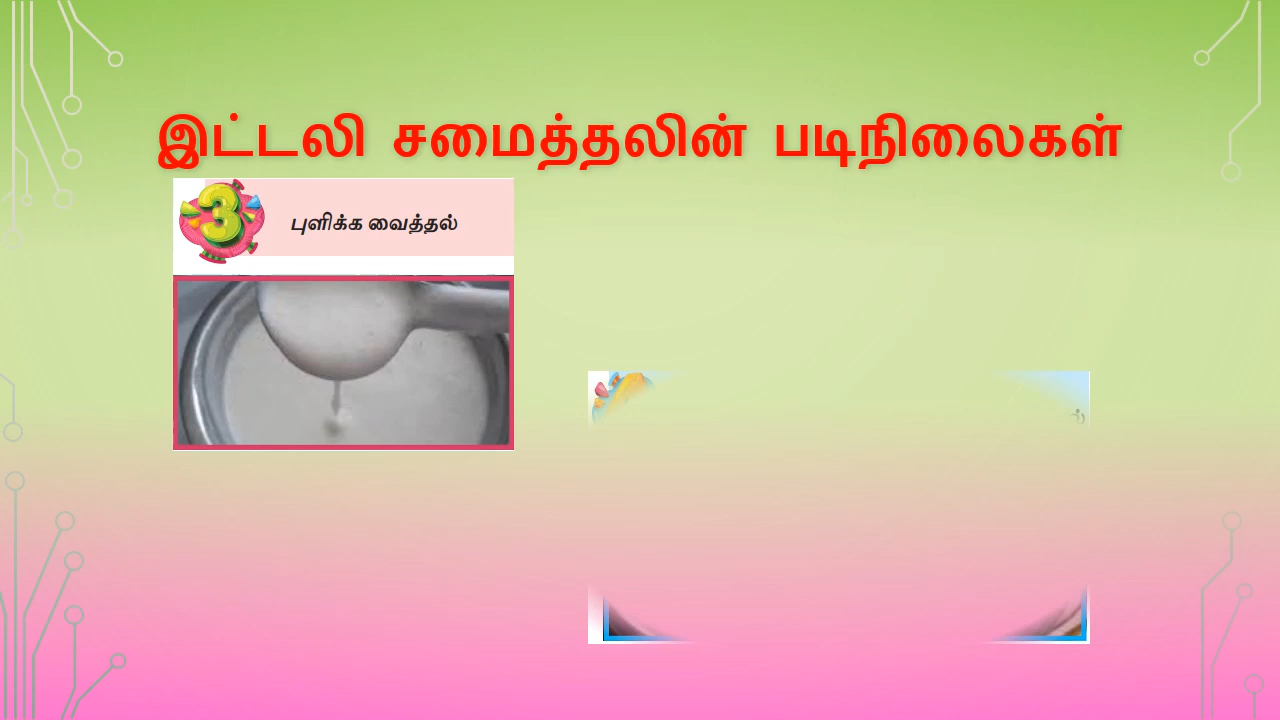 இட்டலி சமைத்தலின் படிநிலைகள்
3
புளிக்க வைத்தல்